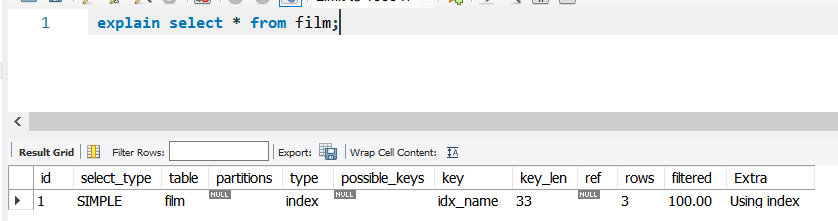 1 explain select * from film;
Result Grid Filter Rows: Export: Wrap Cell Content: IA
id select_type table partitions type possible_keys key key_len ref rows filtered Extra
1 SIMPLE film NULL index NULL idx_name 33 NULL 3 100.00 Using index